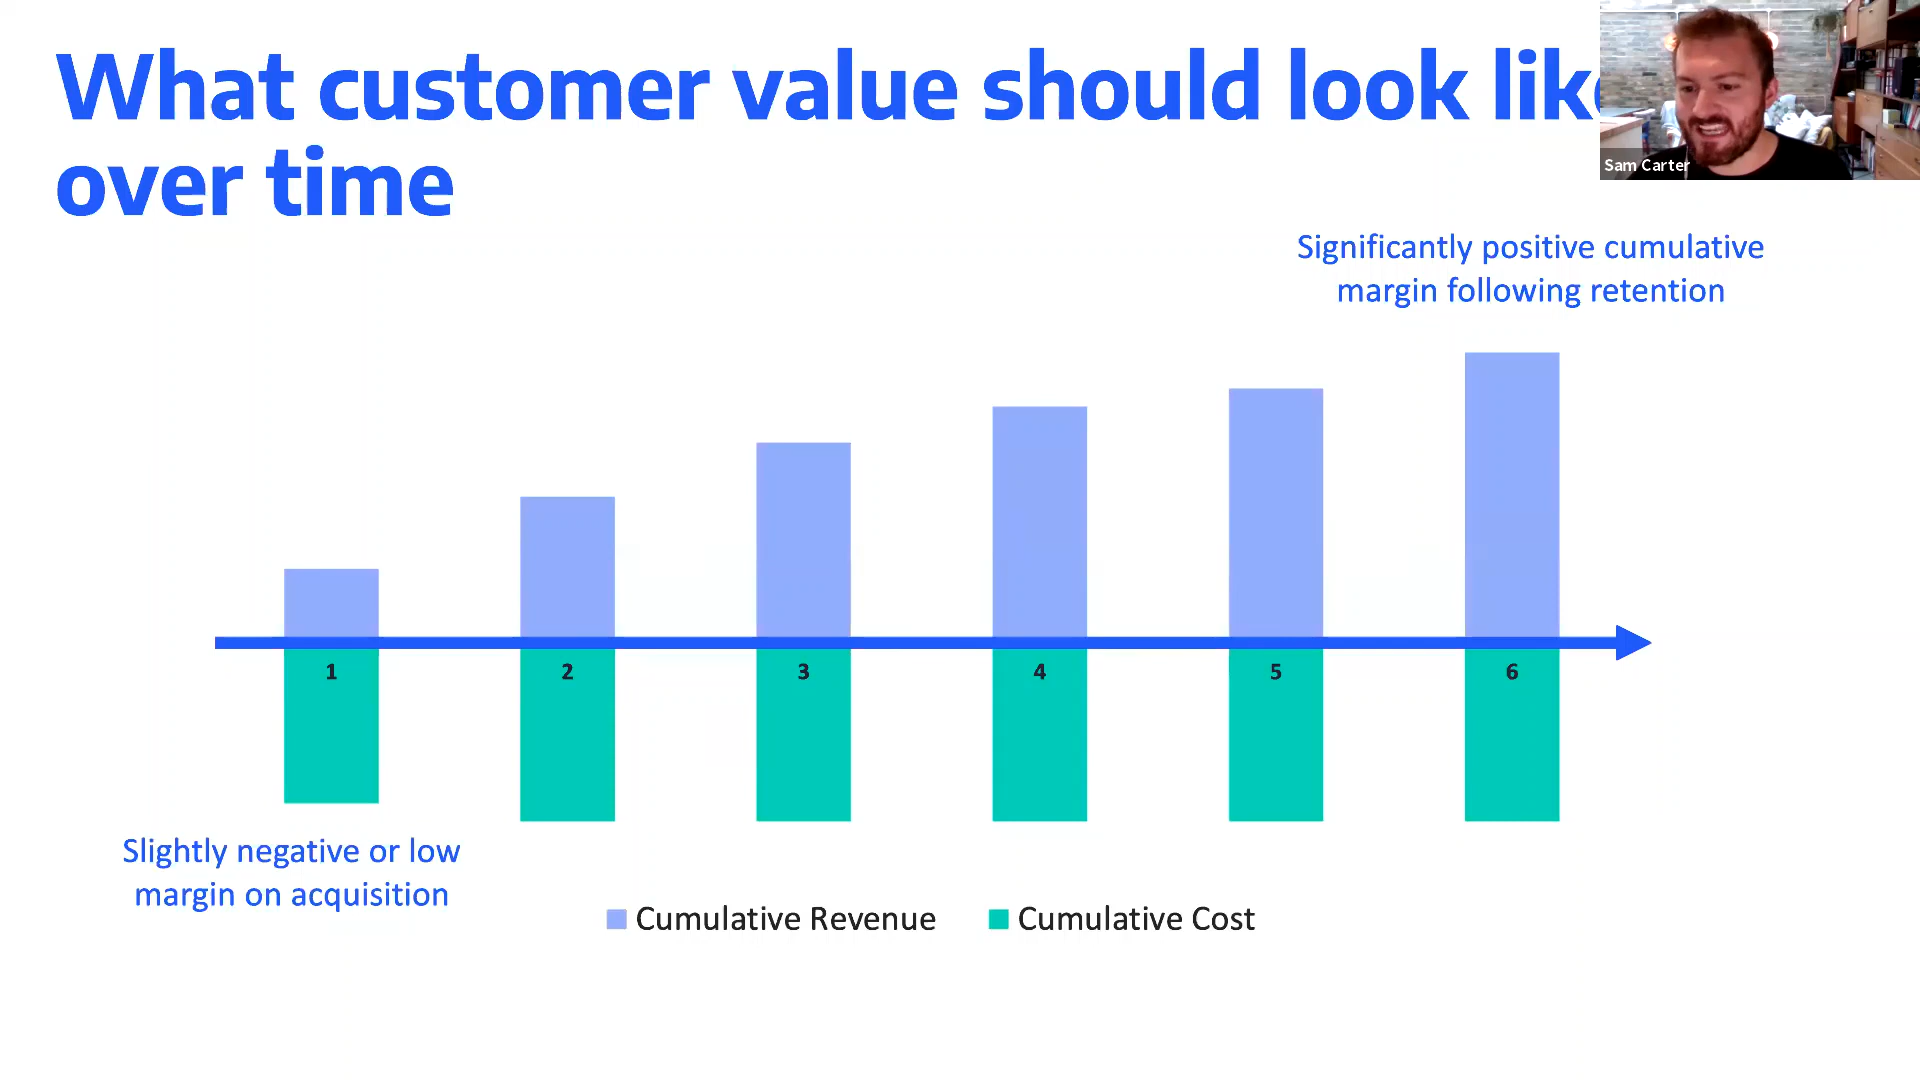 What customer value should look like
over time
Sam Carter
Significantly positive cumulative
margin following retention
1 2 3 4 5 6
Slightly negative or low
margin on acquisition
Cumulative Revenue Cumulative Cost